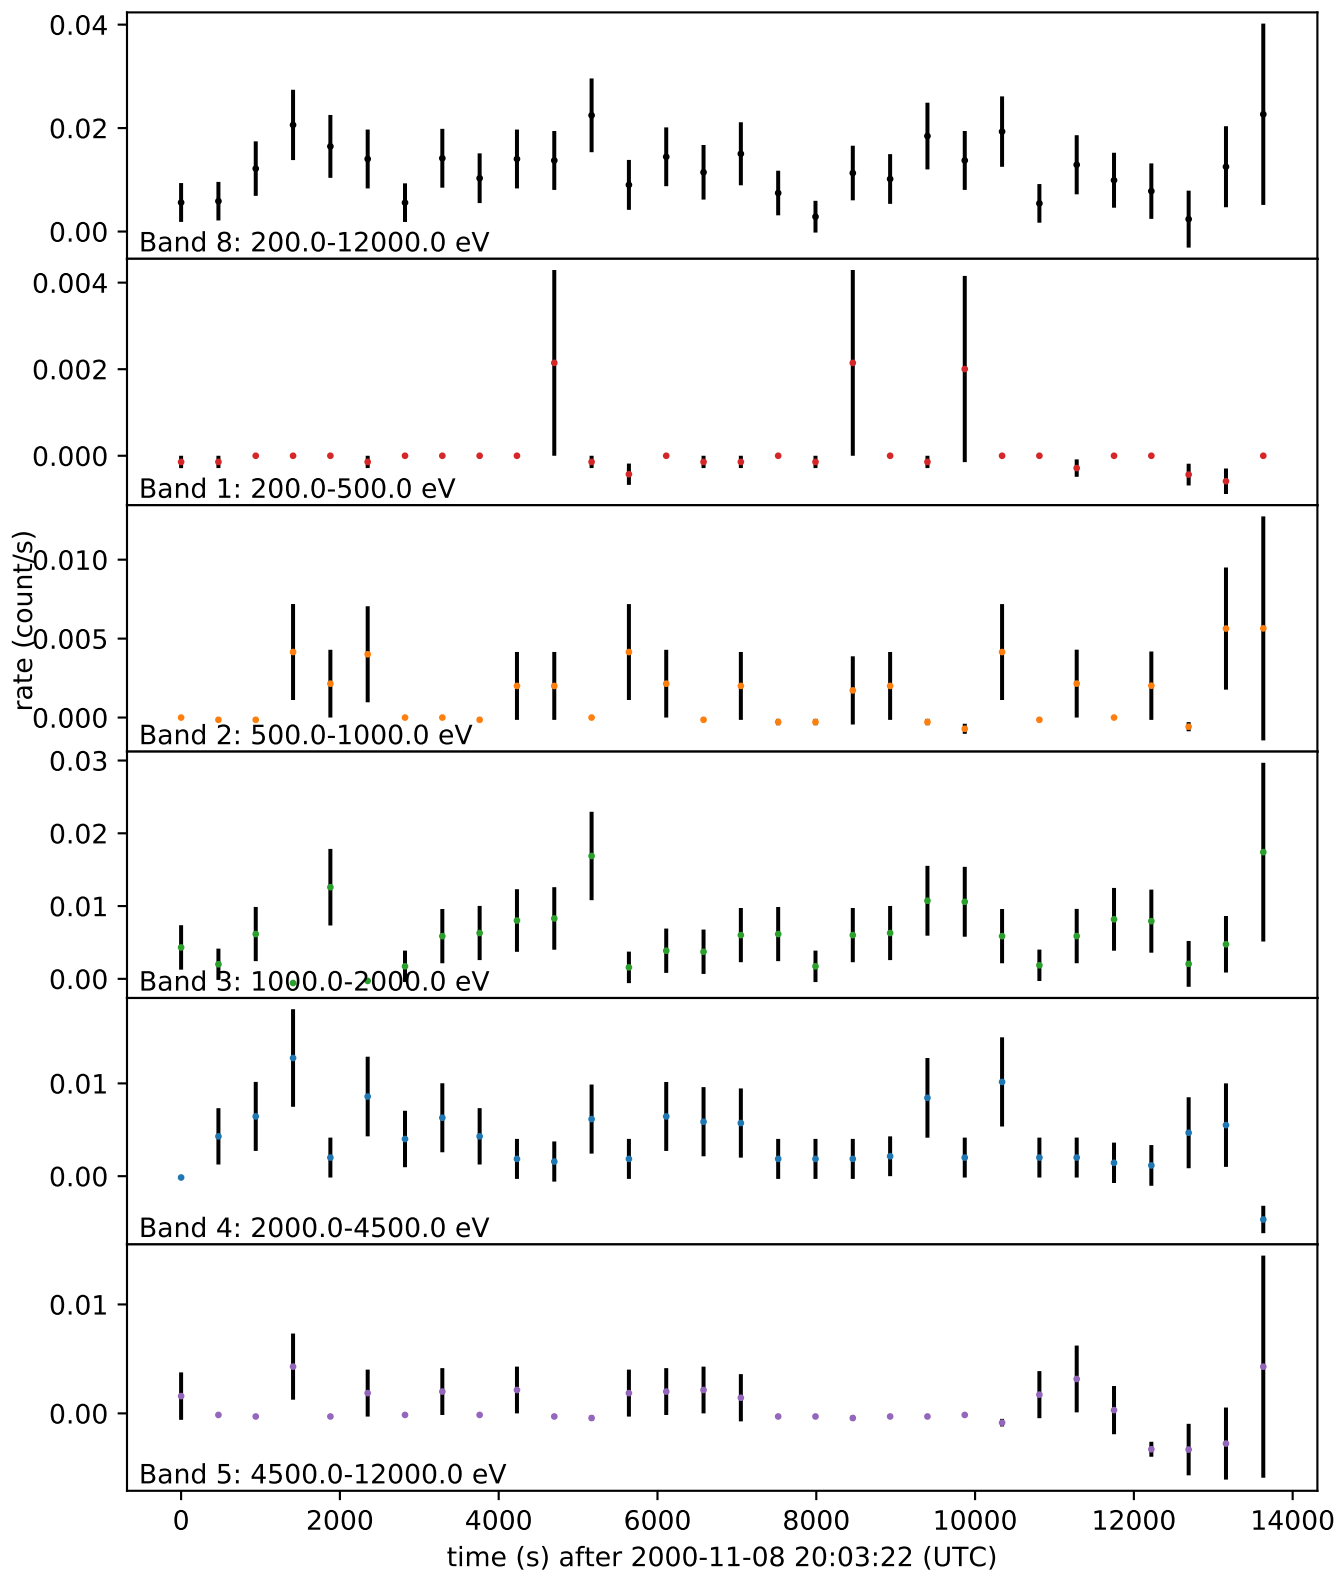 0.04
0.02
0.00
Band 8: 200.0-12000.0 eV
0.004
0.002
0.000
Band 1: 200.0-500.0 eV
rate (count/s)
0.010
0.005
0.000
Band 2: 500.0-1000.0 eV
0.03
0.02
0.01
0.00
Band 3: 1000.0-2000.0 eV
0.01
0.00
Band 4: 2000.0-4500.0 eV
0.01
0.00
Band 5: 4500.0-12000.0 eV
0 2000 4000 6000 8000 10000 12000 14000
time (s) after 2000-11-08 20:03:22 (UTC)